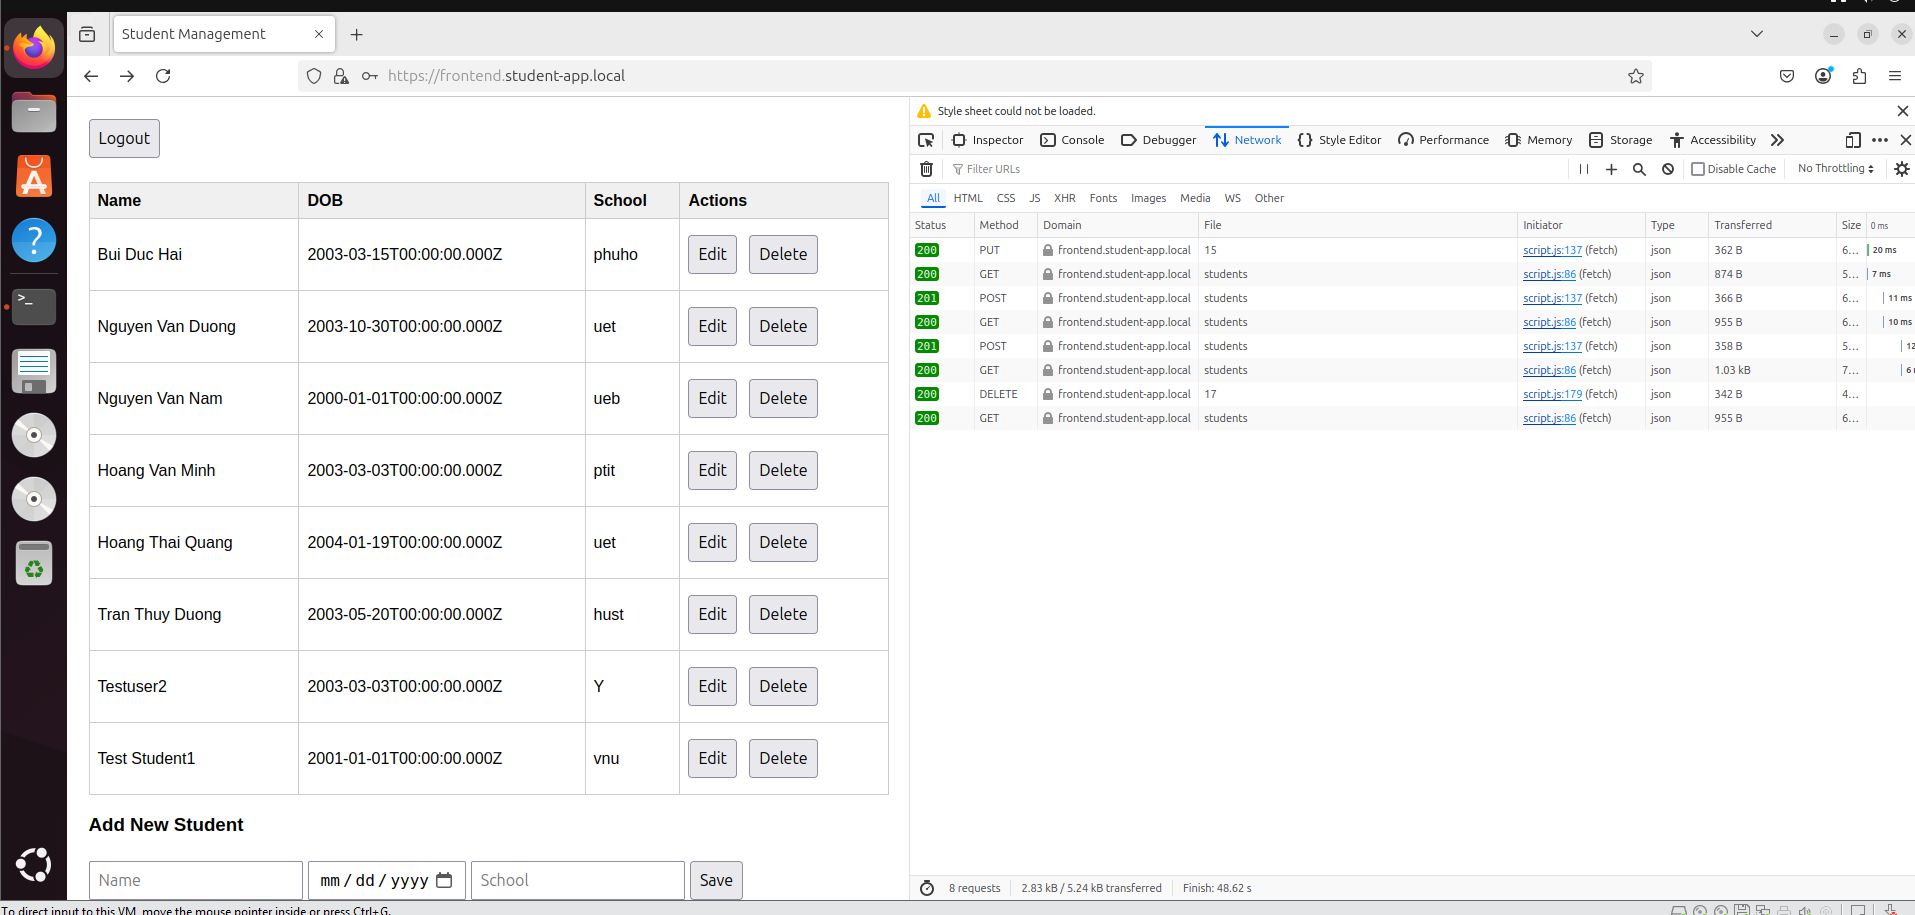 Student Management
https://frontend.student-app.local
Logout
Name DOB School Actions
Bui Duc Hai 2003-03-15T00:00:00.000Z phuho Edit Delete
Nguyen Van Duong 2003-10-30T00:00:00.000Z uet Edit Delete
Nguyen Van Nam 2000-01-01T00:00:00.000Z ueb Edit Delete
Hoang Van Minh 2003-03-03T00:00:00.000Z ptit Edit Delete
Hoang Thai Quang 2004-01-19T00:00:00.000Z uet Edit Delete
Tran Thuy Duong 2003-05-20T00:00:00.000Z hust Edit Delete
Testuser2 2003-03-03T00:00:00.000Z Y Edit Delete
Test Student1 2001-01-01T00:00:00.000Z vnu Edit Delete
Add New Student
Name mm/dd/yyyy School Save
Style sheet could not be loaded.
Inspector Console Debugger Network Style Editor Performance Memory Storage Accessibility
Filter URLs Disable Cache No Throttling
All HTML CSS JS XHR Fonts Images Media WS Other
Status Method Domain File Initiator Type Transferred Size 0 ms
200 PUT frontend.student-app.local 15 script.js:137 (fetch) json 362 B 6… 20 ms
200 GET frontend.student-app.local students script.js:86 (fetch) json 874 B 5… 7 ms
201 POST frontend.student-app.local students script.js:137 (fetch) json 366 B 6… 11 ms
200 GET frontend.student-app.local students script.js:86 (fetch) json 955 B 6… 10 ms
201 POST frontend.student-app.local students script.js:137 (fetch) json 358 B 5… 12
200 GET frontend.student-app.local students script.js:86 (fetch) json 1.03 kB 7… 6
200 DELETE frontend.student-app.local 17 script.js:179 (fetch) json 342 B 4…
200 GET frontend.student-app.local students script.js:86 (fetch) json 955 B 6…
8 requests 2.83 kB / 5.24 kB transferred Finish: 48.62 s
To direct input to this VM, move the mouse pointer inside or press Ctrl+G.